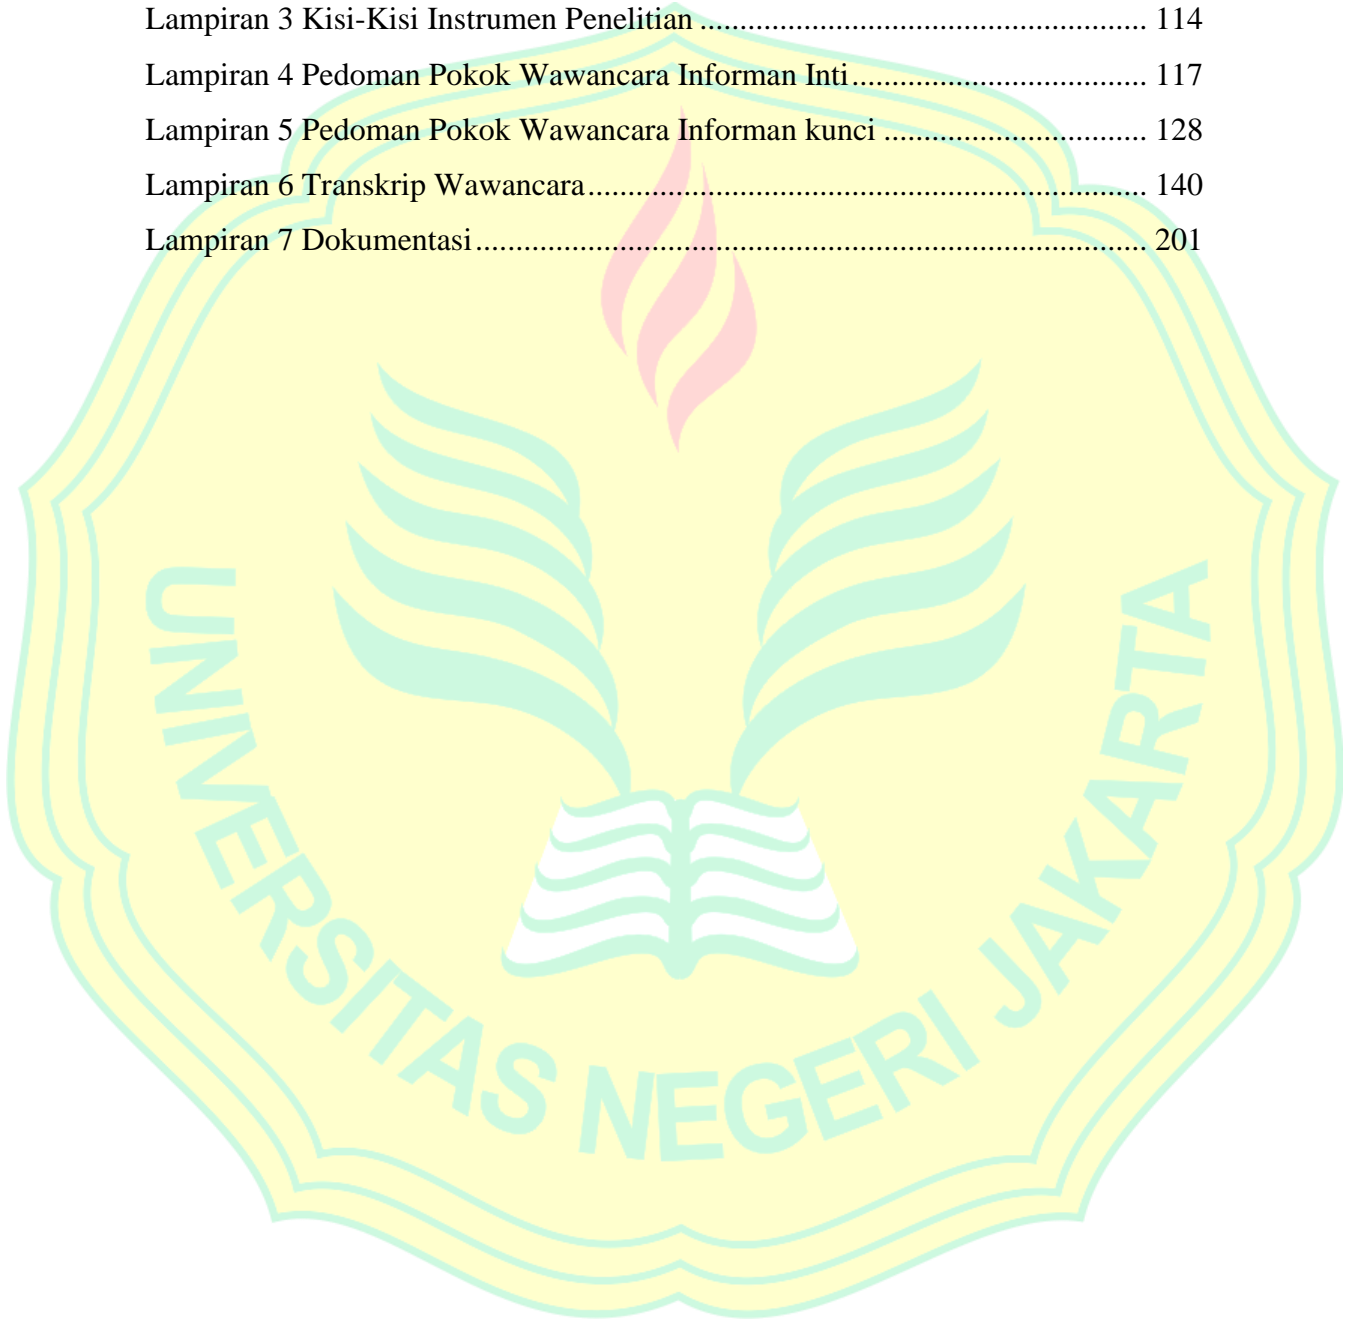 Lampiran 3 Kisi-Kisi Instrumen Penelitian ........................................................ 114
Lampiran 4 Pedoman Pokok Wawancara Informan Inti ..................................... 117
Lampiran 5 Pedoman Pokok Wawancara Informan kunci ................................. 128
Lampiran 6 Transkrip Wawancara ...................................................................... 140
Lampiran 7 Dokumentasi .................................................................................... 201
UNIVERSITAS NEGERI JAKARTA